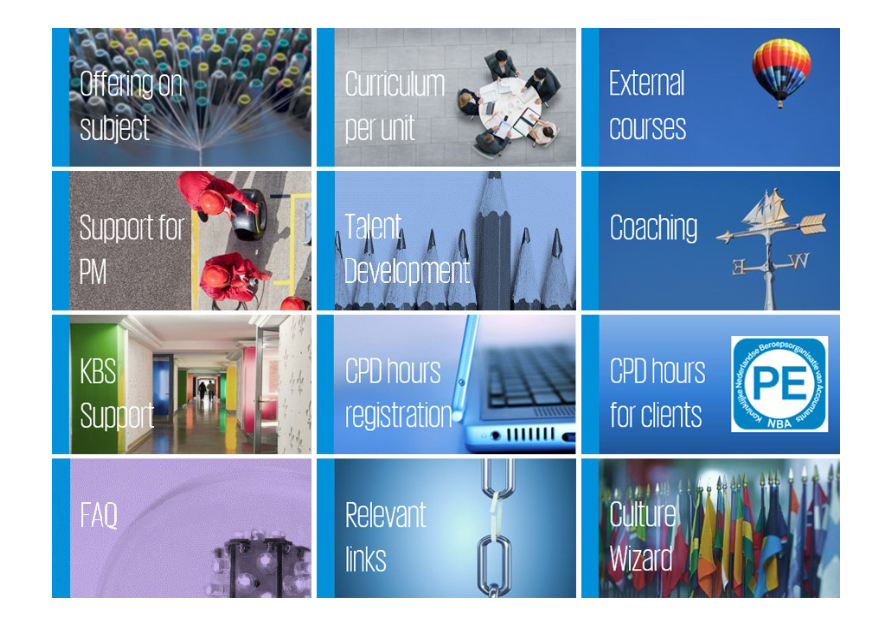 Offering on
subject
Curriculum
per unit
External
courses
Support for
PM
Talent
Development
Coaching
E
W
KBS
Support
CPD hours
registration
CPD hours
for clients
Koninklijke Nederlandse Beroepsorganisatie van Accountants
PE
NBA
FAQ
Relevant
links
Culture
Wizard